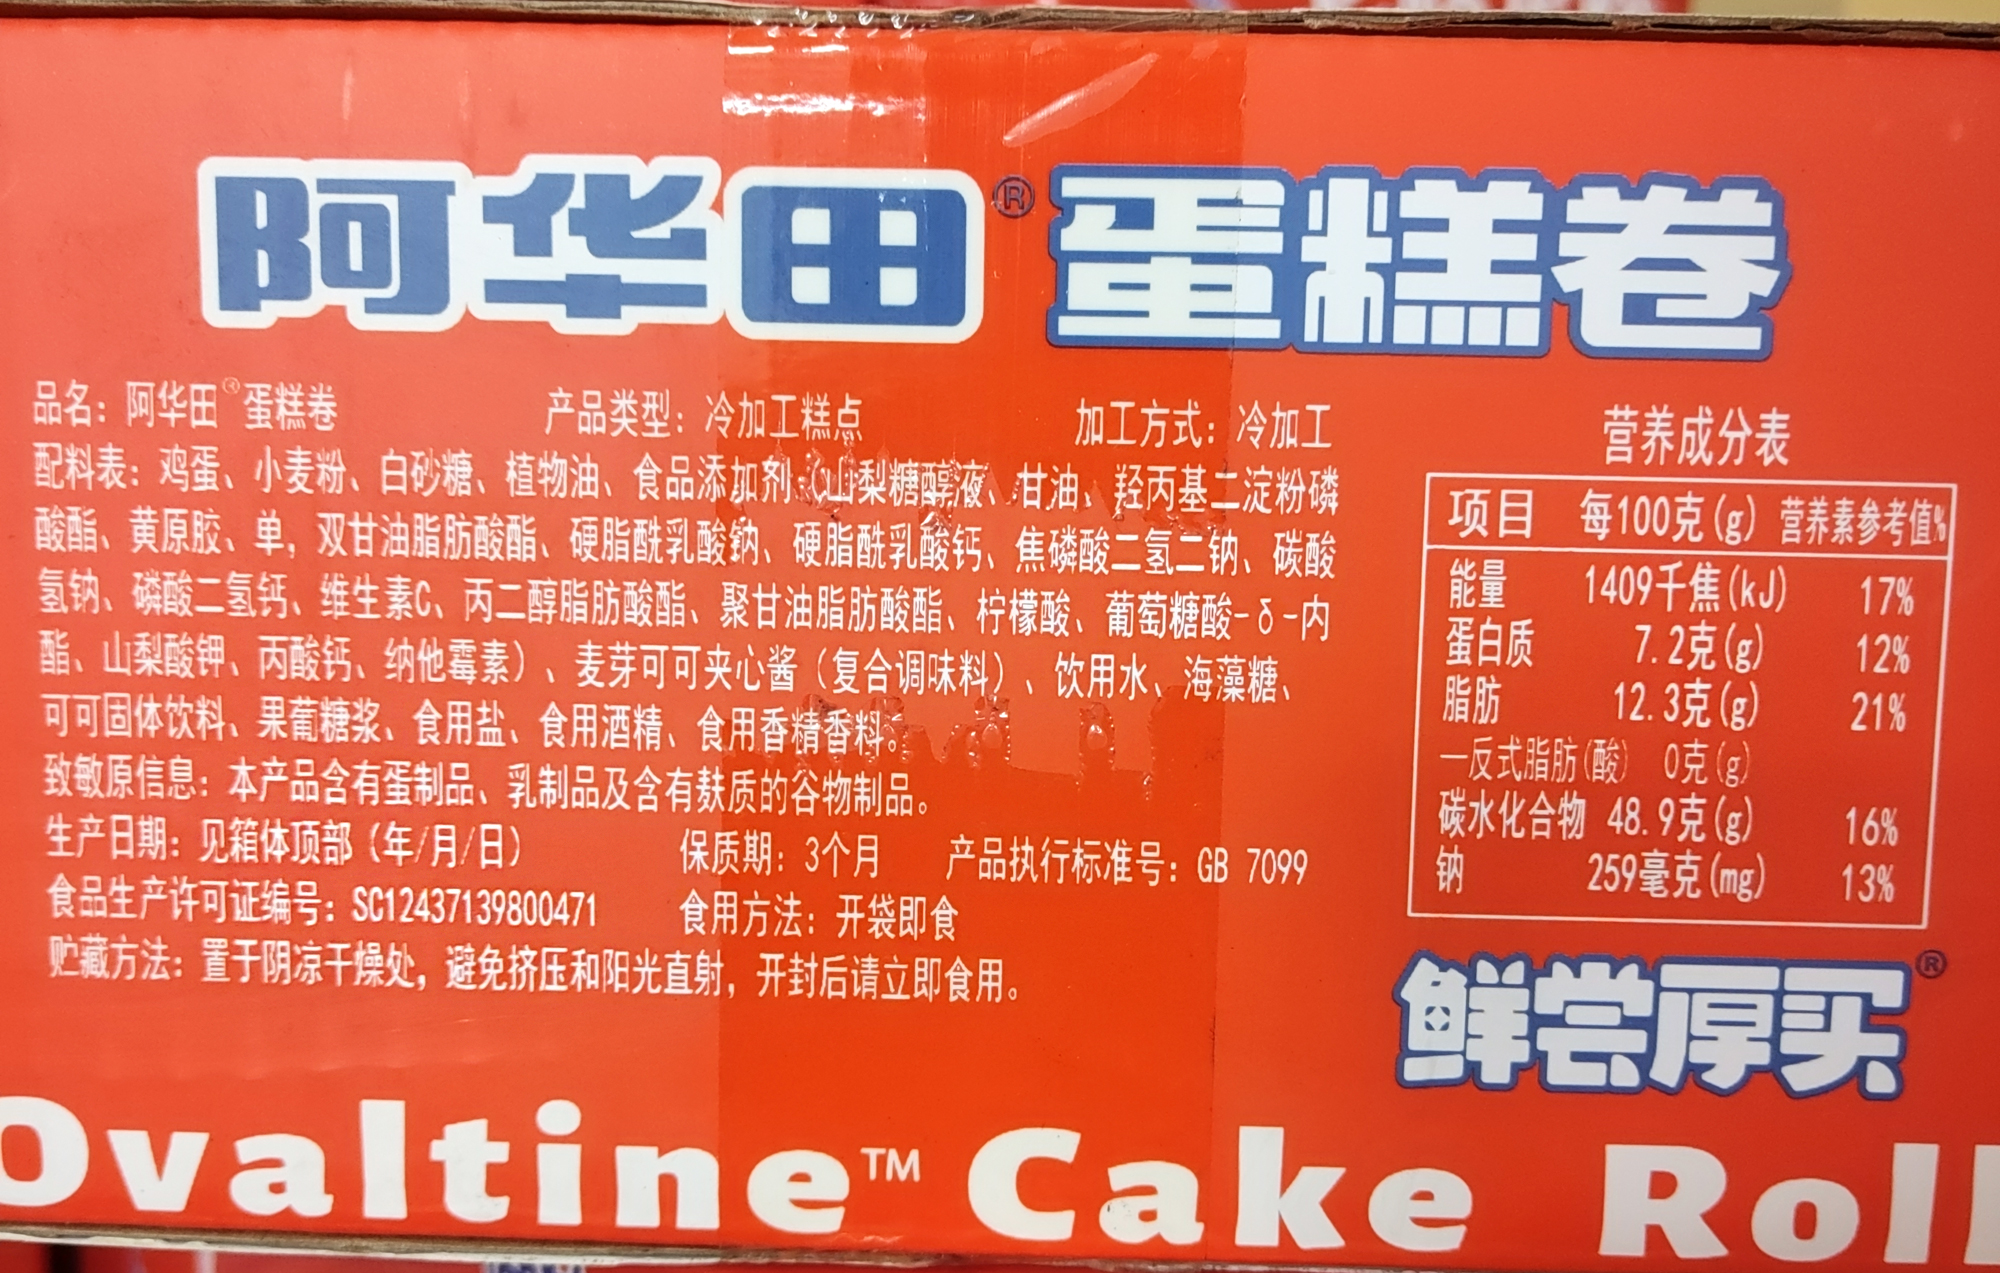 阿华田® 蛋糕卷
品名：阿华田®蛋糕卷 产品类型：冷加工糕点 加工方式：冷加工
配料表：鸡蛋、小麦粉、白砂糖、植物油、食品添加剂（山梨糖醇液、甘油、羟丙基二淀粉磷
酸酯、黄原胶、单，双甘油脂肪酸酯、硬脂酰乳酸钠、硬脂酰乳酸钙、焦磷酸二氢二钠、碳酸
氢钠、磷酸二氢钙、维生素C、丙二醇脂肪酸酯、聚甘油脂肪酸酯、柠檬酸、葡萄糖酸-δ-内
酯、山梨酸钾、丙酸钙、纳他霉素）、麦芽可可夹心酱（复合调味料）、饮用水、海藻糖、
可可固体饮料、果葡糖浆、食用盐、食用酒精、食用香精香料。
致敏原信息：本产品含有蛋制品、乳制品及含有麸质的谷物制品。
生产日期：见箱体顶部（年/月/日） 保质期：3个月 产品执行标准号：GB 7099
食品生产许可证编号：SC12437139800471 食用方法：开袋即食
贮藏方法：置于阴凉干燥处，避免挤压和阳光直射，开封后请立即食用。
营养成分表
项目 每100克(g) 营养素参考值%
能量 1409千焦(kJ) 17%
蛋白质 7.2克(g) 12%
脂肪 12.3克(g) 21%
—反式脂肪(酸) 0克(g)
碳水化合物 48.9克(g) 16%
钠 259毫克(mg) 13%
鲜尝厚买®
Ovaltine™ Cake Roll